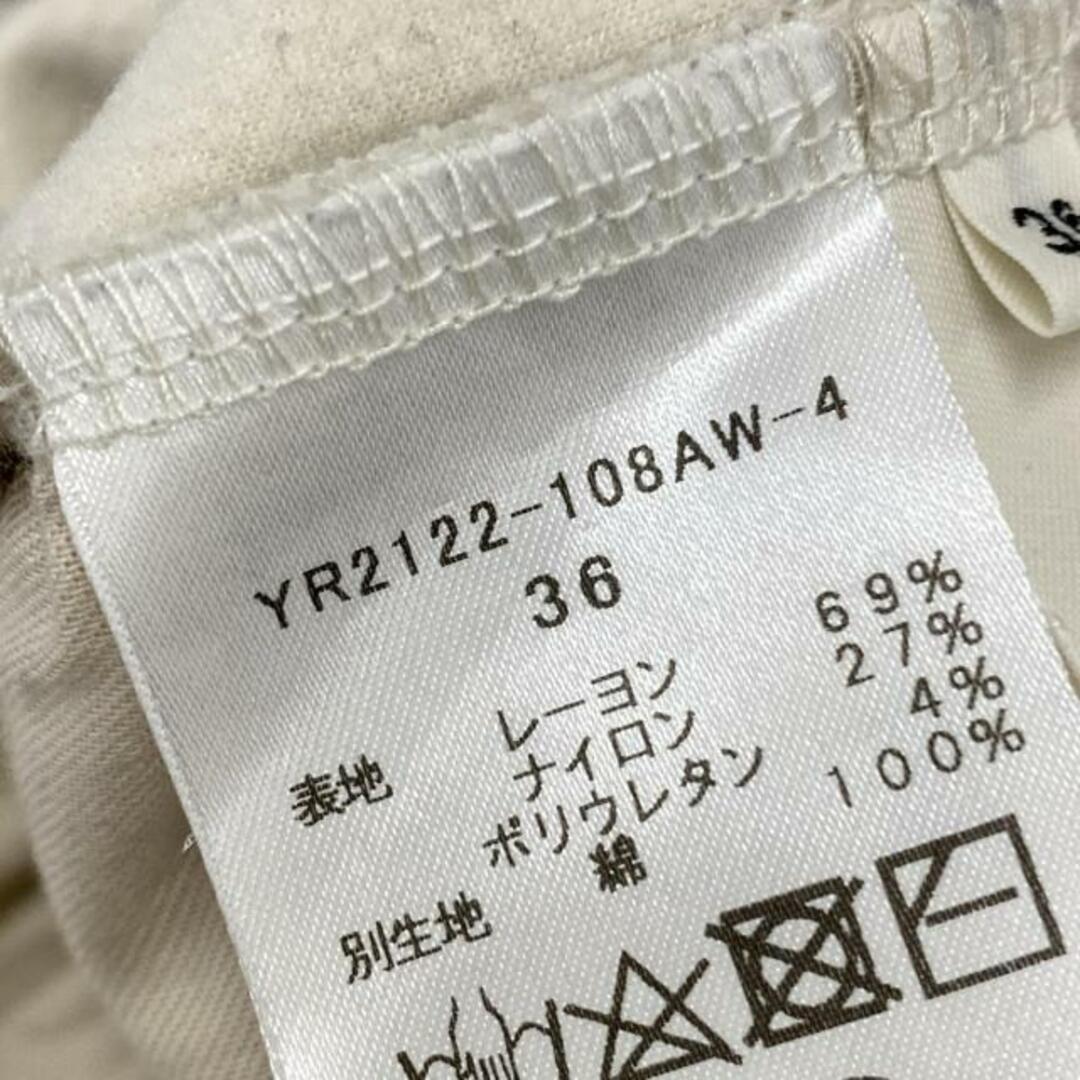 36
YR2122-108AW-4
36
表地 レーヨン 69%
ナイロン 27%
ポリウレタン 4%
別生地 綿 100%